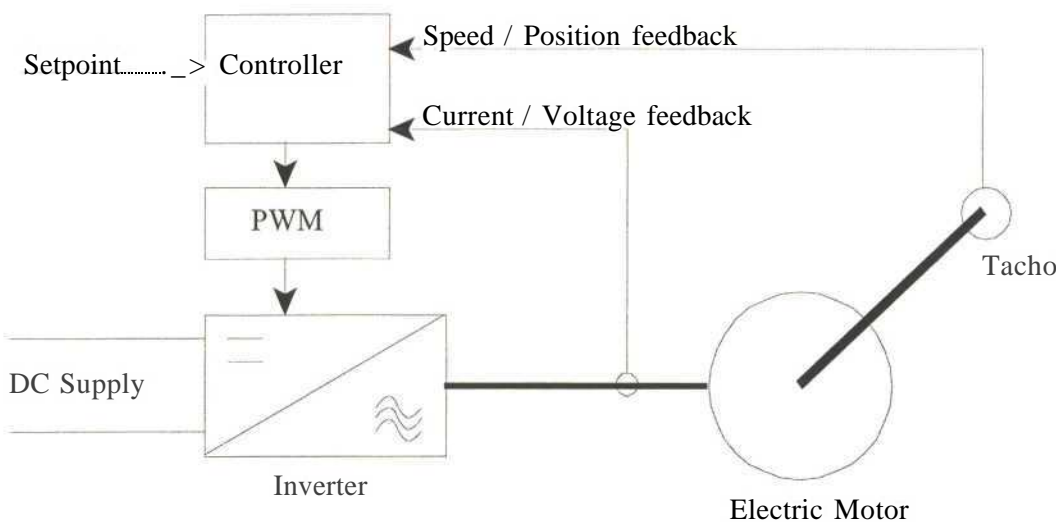 Speed / Position feedback
Setpoint.........._> Controller
Current / Voltage feedback
PWM
Tacho
DC Supply
Inverter
Electric Motor